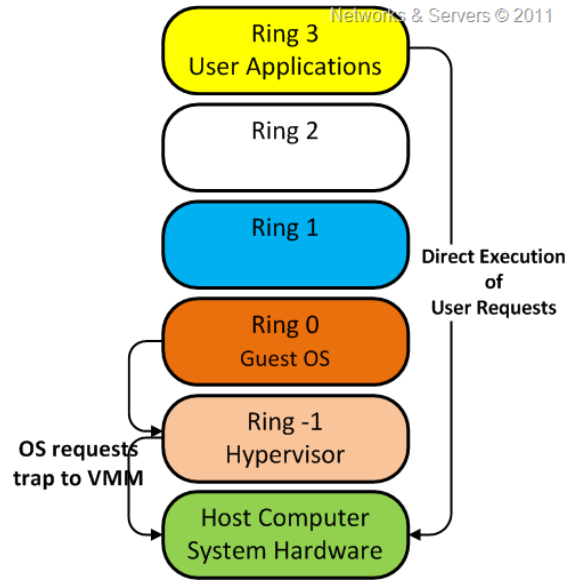 Networks & Servers © 2011
Ring 3
User Applications
Ring 2
Ring 1
Direct Execution
of
User Requests
Ring 0
Guest OS
Ring -1
Hypervisor
OS requests
trap to VMM
Host Computer
System Hardware